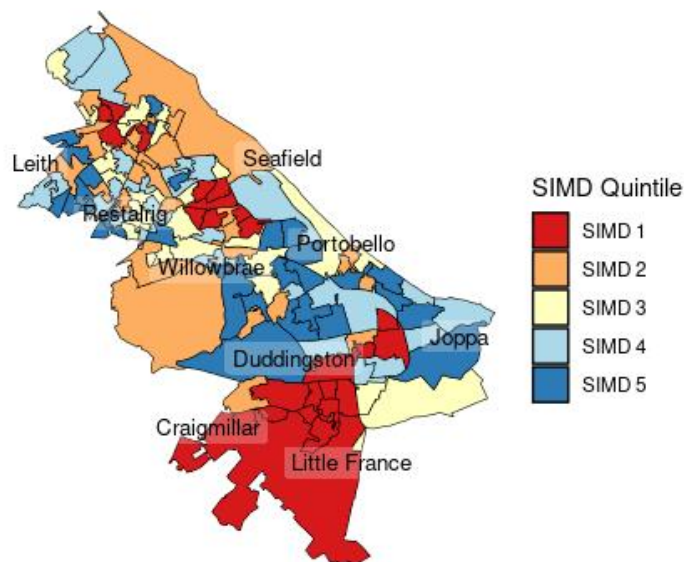 Leith
Seafield
Restalrig
Portobello
Willowbrae
Duddingston
Joppa
Craigmillar
Little France
SIMD Quintile
SIMD 1
SIMD 2
SIMD 3
SIMD 4
SIMD 5